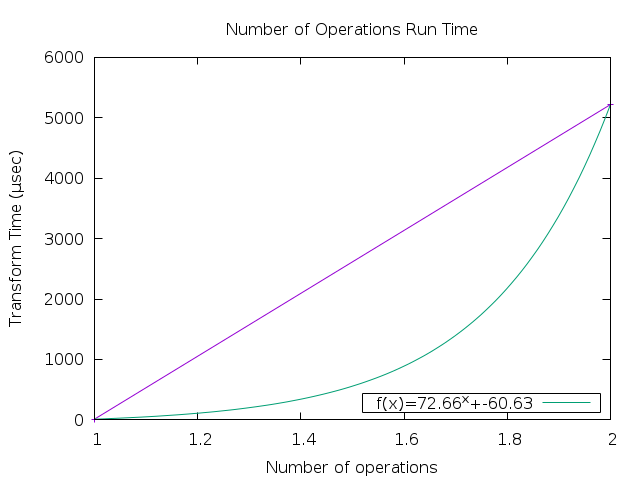 Number of Operations Run Time
6000
5000
4000
3000
2000
1000
0
Transform Time (µsec)
f(x)=72.66^x+-60.63
1 1.2 1.4 1.6 1.8 2
Number of operations